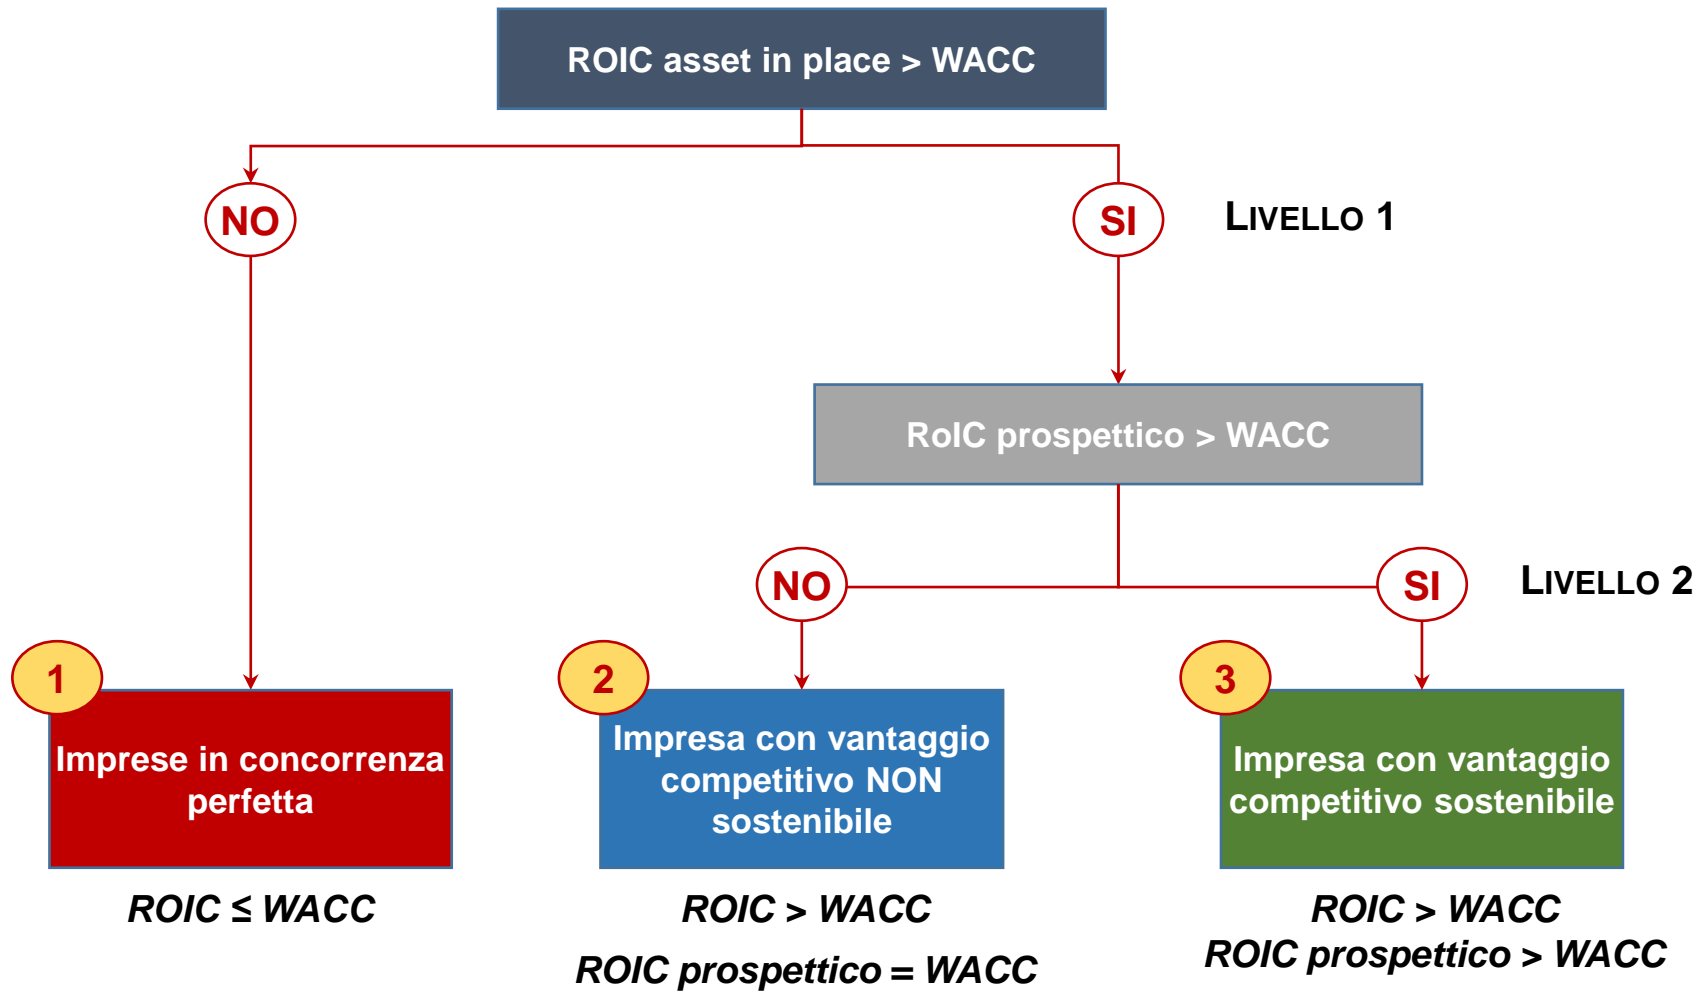 ROIC asset in place > WACC
NO
SI
LIVELLO 1
RoIC prospettico > WACC
NO
SI
LIVELLO 2
1
Imprese in concorrenza
perfetta
ROIC ≤ WACC
2
Impresa con vantaggio
competitivo NON
sostenibile
ROIC > WACC
ROIC prospettico = WACC
3
Impresa con vantaggio
competitivo sostenibile
ROIC > WACC
ROIC prospettico > WACC